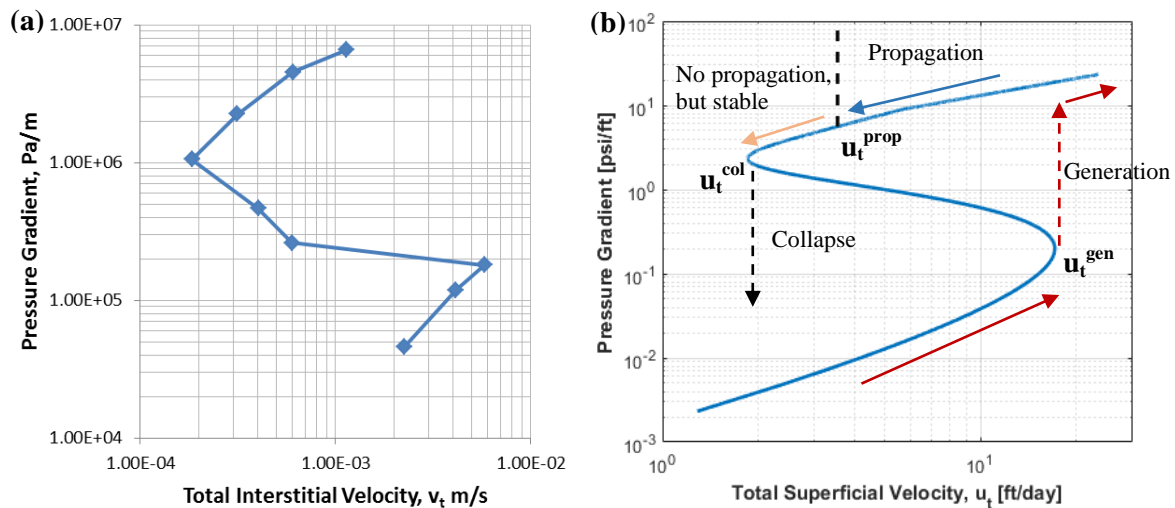 (a)
1.00E+07
1.00E+06
1.00E+05
1.00E+04
Pressure Gradient, Pa/m
1.00E-04
1.00E-03
1.00E-02
Total Interstitial Velocity, vt m/s
(b)
10^2
10^1
10^0
10^-1
10^-2
10^-3
Pressure Gradient [psi/ft]
Propagation
No propagation,
but stable
ut^prop
ut^col
Generation
Collapse
ut^gen
10^0
10^1
Total Superficial Velocity, ut [ft/day]